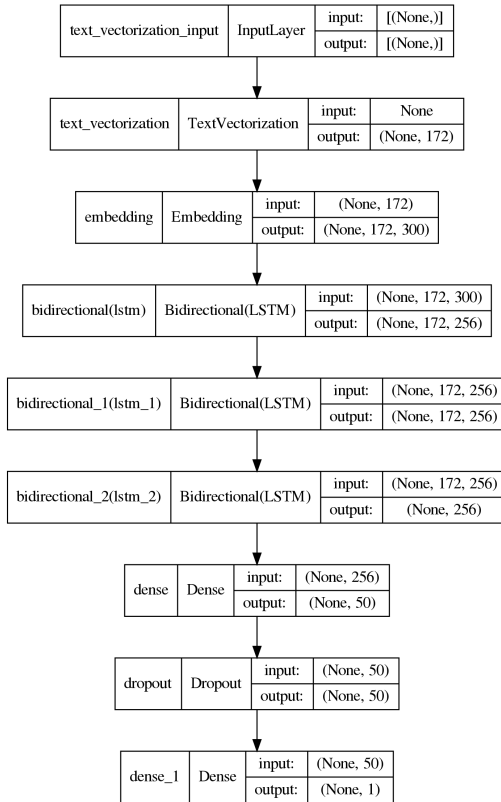 text_vectorization_input InputLayer input: [(None,)]
output: [(None,)]
text_vectorization TextVectorization input: None
output: (None, 172)
embedding Embedding input: (None, 172)
output: (None, 172, 300)
bidirectional(lstm) Bidirectional(LSTM) input: (None, 172, 300)
output: (None, 172, 256)
bidirectional_1(lstm_1) Bidirectional(LSTM) input: (None, 172, 256)
output: (None, 172, 256)
bidirectional_2(lstm_2) Bidirectional(LSTM) input: (None, 172, 256)
output: (None, 256)
dense Dense input: (None, 256)
output: (None, 50)
dropout Dropout input: (None, 50)
output: (None, 50)
dense_1 Dense input: (None, 50)
output: (None, 1)